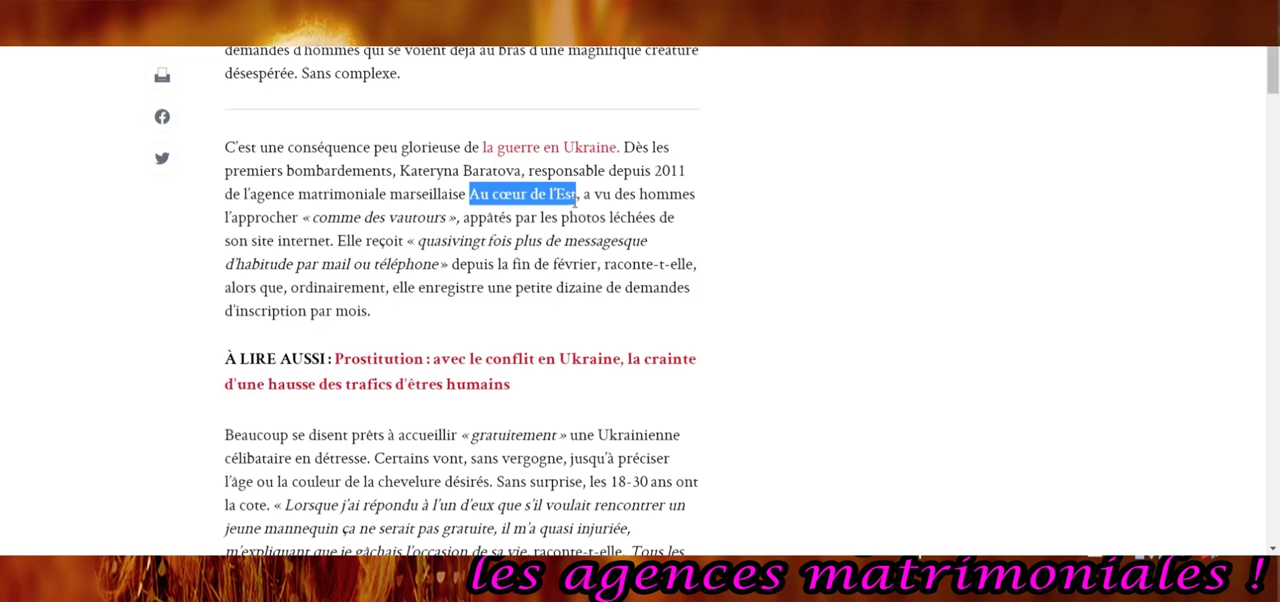 demandes d'hommes qui se voient déjà au bras d'une magnifique créature
désespérée. Sans complexe.
C'est une conséquence peu glorieuse de la guerre en Ukraine. Dès les
premiers bombardements, Kateryna Baratova, responsable depuis 2011
de l'agence matrimoniale marseillaise Au cœur de l'Est, a vu des hommes
l'approcher « comme des vautours », appâtés par les photos léchées de
son site internet. Elle reçoit « quasivingt fois plus de messagesque
d'habitude par mail ou téléphone » depuis la fin de février, raconte-t-elle,
alors que, ordinairement, elle enregistre une petite dizaine de demandes
d'inscription par mois.
À LIRE AUSSI : Prostitution : avec le conflit en Ukraine, la crainte
d'une hausse des trafics d'êtres humains
Beaucoup se disent prêts à accueillir « gratuitement » une Ukrainienne
célibataire en détresse. Certains vont, sans vergogne, jusqu'à préciser
l'âge ou la couleur de la chevelure désirés. Sans surprise, les 18-30 ans ont
la cote. « Lorsque j'ai répondu à l'un d'eux que s'il voulait rencontrer un
jeune mannequin ça ne serait pas gratuite, il m'a quasi injuriée,
m'expliquant que je gâchais l'occasion de sa vie, raconte-t-elle. Tous les
les agences matrimoniales !